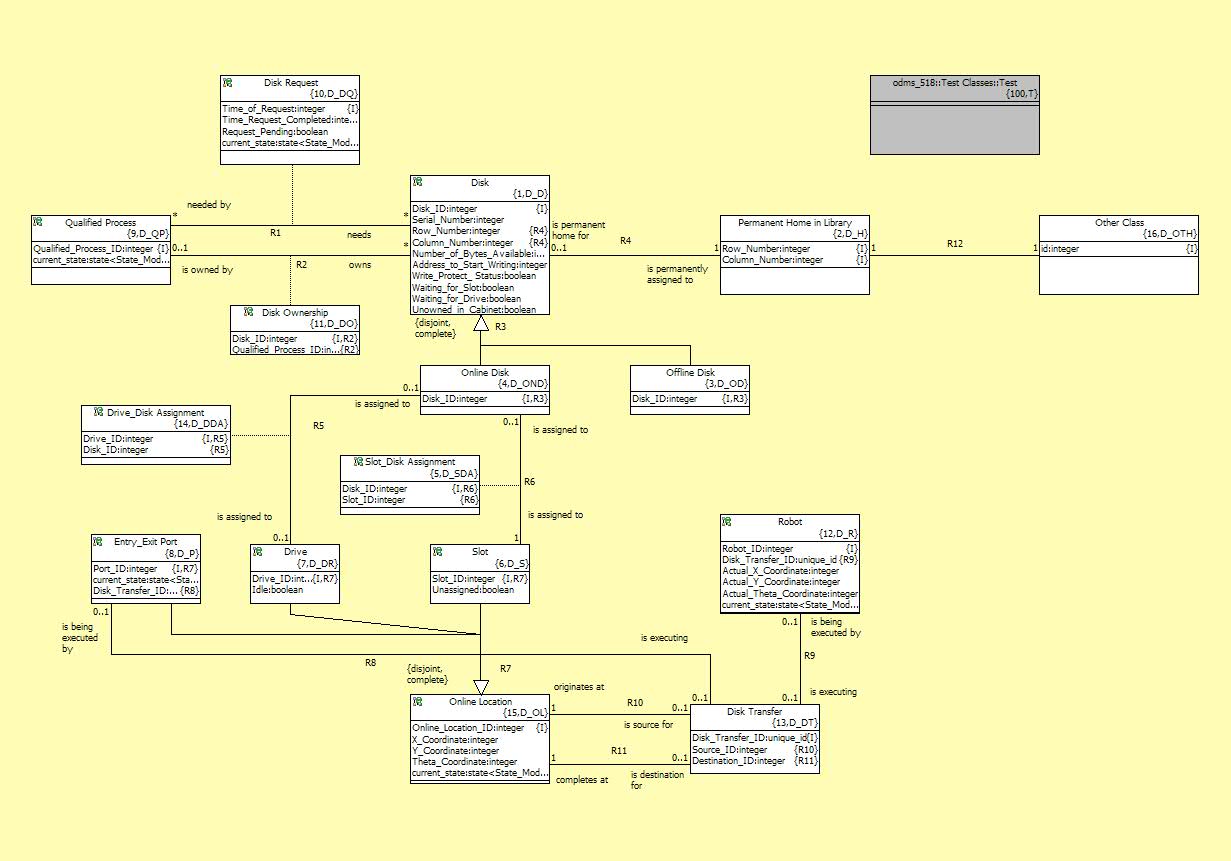 Disk Request
{10,D_DQ}
Time_of_Request:integer {I}
Time_Request_Completed:inte...
Request_Pending:boolean
current_state:state<State_Mod...
odms_518::Test Classes::Test
{100,T}
Disk
{1,D_D}
Disk_ID:integer {I}
Serial_Number:integer
Row_Number:integer {R4}
Column_Number:integer {R4}
Number_of_Bytes_Available:i...
Address_to_Start_Writing:integer
Write_Protect_ Status:boolean
Waiting_for_Slot:boolean
Waiting_for_Drive:boolean
Unowned_in_Cabinet:boolean
Qualified Process
{9,D_QP}
Qualified_Process_ID:integer {I}
current_state:state<State_Mod...
needed by
*
*
R1
needs
0..1
*
is owned by
R2
owns
Disk Ownership
{11,D_DO}
Disk_ID:integer {I,R2}
Qualified_Process_ID:in...{R2}
is permanent
home for
0..1
R4
1
is permanently
assigned to
Permanent Home in Library
{2,D_H}
Row_Number:integer {I}
Column_Number:integer {I}
1
R12
1
Other Class
{16,D_OTH}
id:integer {I}
{disjoint,
complete}
R3
Online Disk
{4,D_OND}
Disk_ID:integer {I,R3}
Offline Disk
{3,D_OD}
Disk_ID:integer {I,R3}
0..1
is assigned to
R5
Drive_Disk Assignment
{14,D_DDA}
Drive_ID:integer {I,R5}
Disk_ID:integer {R5}
0..1
is assigned to
Slot_Disk Assignment
{5,D_SDA}
Disk_ID:integer {I,R6}
Slot_ID:integer {R6}
R6
is assigned to
0..1
is assigned to
1
Entry_Exit Port
{8,D_P}
Port_ID:integer {I,R7}
current_state:state<Sta...
Disk_Transfer_ID:... {R8}
Drive
{7,D_DR}
Drive_ID:int...{I,R7}
Idle:boolean
Slot
{6,D_S}
Slot_ID:integer {I,R7}
Unassigned:boolean
Robot
{12,D_R}
Robot_ID:integer {I}
Disk_Transfer_ID:unique_id {R9}
Actual_X_Coordinate:integer
Actual_Y_Coordinate:integer
Actual_Theta_Coordinate:integer
current_state:state<State_Mod...
0..1
is being
executed
by
R8
is executing
0..1
0..1
is being
executed by
R9
0..1
is executing
{disjoint,
complete}
R7
Online Location
{15,D_OL}
Online_Location_ID:integer {I}
X_Coordinate:integer
Y_Coordinate:integer
Theta_Coordinate:integer
current_state:state<State_Mod...
originates at
1
R10
0..1
is source for
1
R11
0..1
completes at
is destination
for
Disk Transfer
{13,D_DT}
Disk_Transfer_ID:unique_id{I}
Source_ID:integer {R10}
Destination_ID:integer {R11}